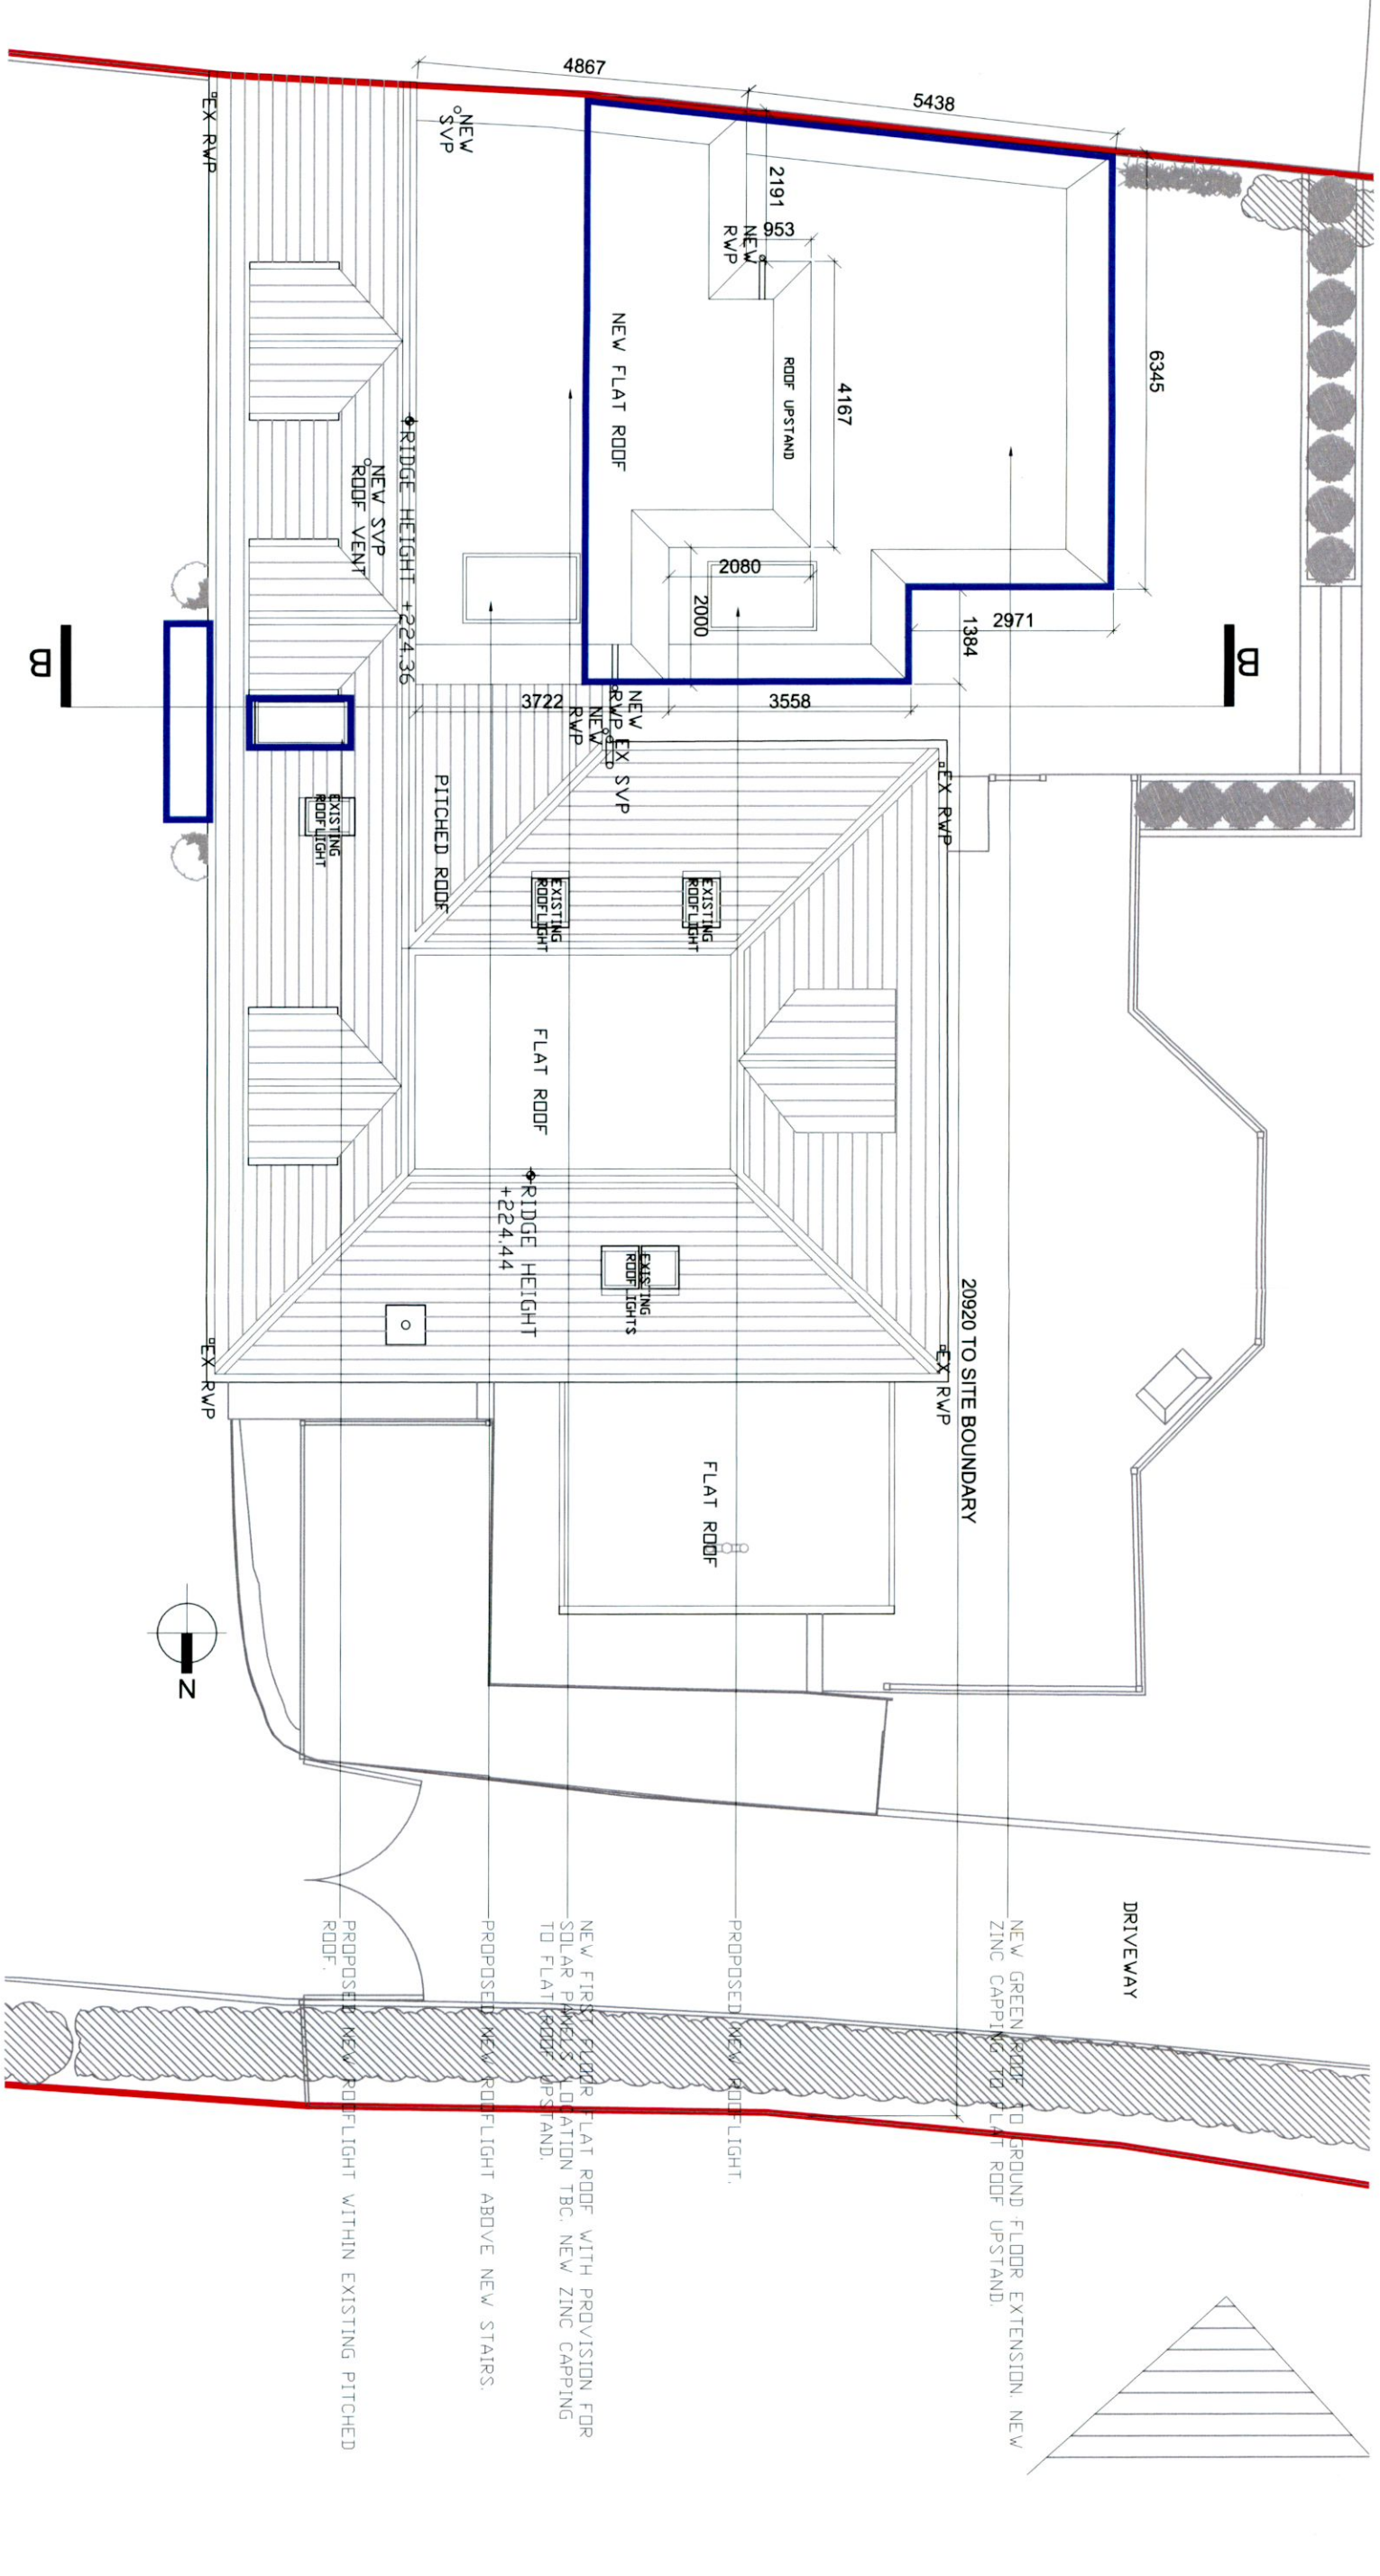 4867
5438
EX RWP
NEW
SVP
2191
953
NEW
RWP
6345
NEW FLAT ROOF
ROOF UPSTAND
4167
RIDGE HEIGHT +224.36
NEW SVP
ROOF VENT
2080
2000
2971
1384
B
B
3722
3558
NEW
RWP
NEW
RWP
EX SVP
EX RWP
PITCHED ROOF
EXISTING
ROOFLIGHT
EXISTING
ROOFLIGHT
EXISTING
ROOFLIGHT
FLAT ROOF
RIDGE HEIGHT
+224.44
EXISTING
ROOFLIGHTS
EX RWP
EX RWP
20920 TO SITE BOUNDARY
FLAT ROOF
N
DRIVEWAY
NEW GREEN ROOF TO GROUND FLOOR EXTENSION. NEW
ZINC CAPPING TO FLAT ROOF UPSTAND.
PROPOSED NEW ROOFLIGHT.
NEW FIRST FLOOR FLAT ROOF WITH PROVISION FOR
SOLAR PANELS LOCATION TBC. NEW ZINC CAPPING
TO FLAT ROOF UPSTAND.
PROPOSED NEW ROOFLIGHT ABOVE NEW STAIRS.
PROPOSED NEW ROOFLIGHT WITHIN EXISTING PITCHED
ROOF.